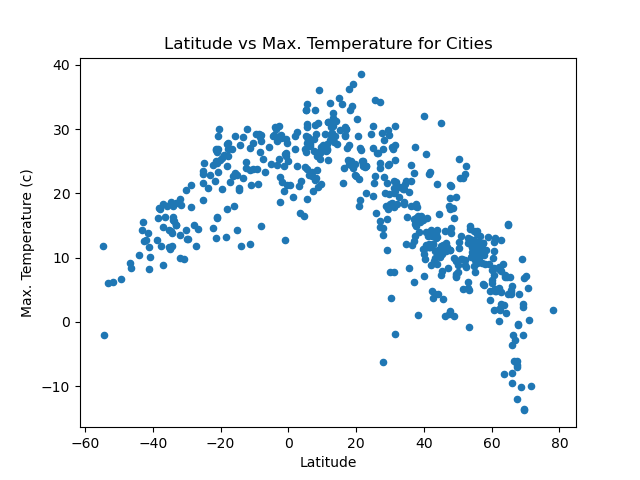 Latitude vs Max. Temperature for Cities
Max. Temperature (c)
40
30
20
10
0
−10
−60 −40 −20 0 20 40 60 80
Latitude